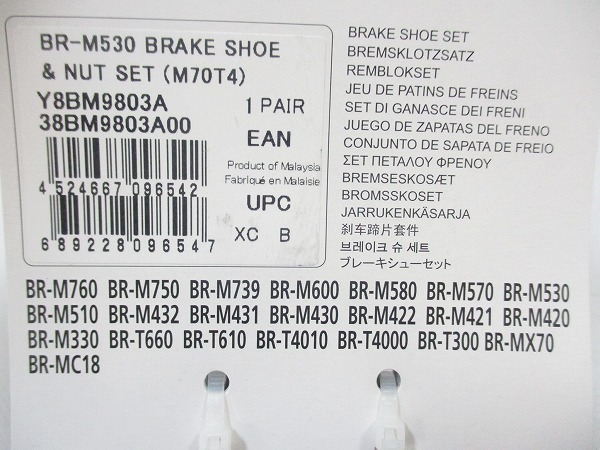 BR-M530 BRAKE SHOE
& NUT SET (M70T4)
Y8BM9803A 1 PAIR
38BM9803A00
EAN
Product of Malaysia
Fabriqué en Malaisie
4 524667 096542
UPC
XC B
6 89228 09654 7
BRAKE SHOE SET
BREMSKLOTZSATZ
REMBLOKSET
JEU DE PATINS DE FREINS
SET DI GANASCE DEI FRENI
JUEGO DE ZAPATAS DEL FRENO
CONJUNTO DE SAPATA DE FREIO
ΣΕΤ ΠΕΤΑΛΟΥ ΦΡΕΝΟΥ
BREMSESKOSÆT
BROMSSKOSET
JARRUKENKÄSARJA
刹车蹄片套件
브레이크 슈 세트
ブレーキシューセット
BR-M760 BR-M750 BR-M739 BR-M600 BR-M580 BR-M570 BR-M530
BR-M510 BR-M432 BR-M431 BR-M430 BR-M422 BR-M421 BR-M420
BR-M330 BR-T660 BR-T610 BR-T4010 BR-T4000 BR-T300 BR-MX70
BR-MC18